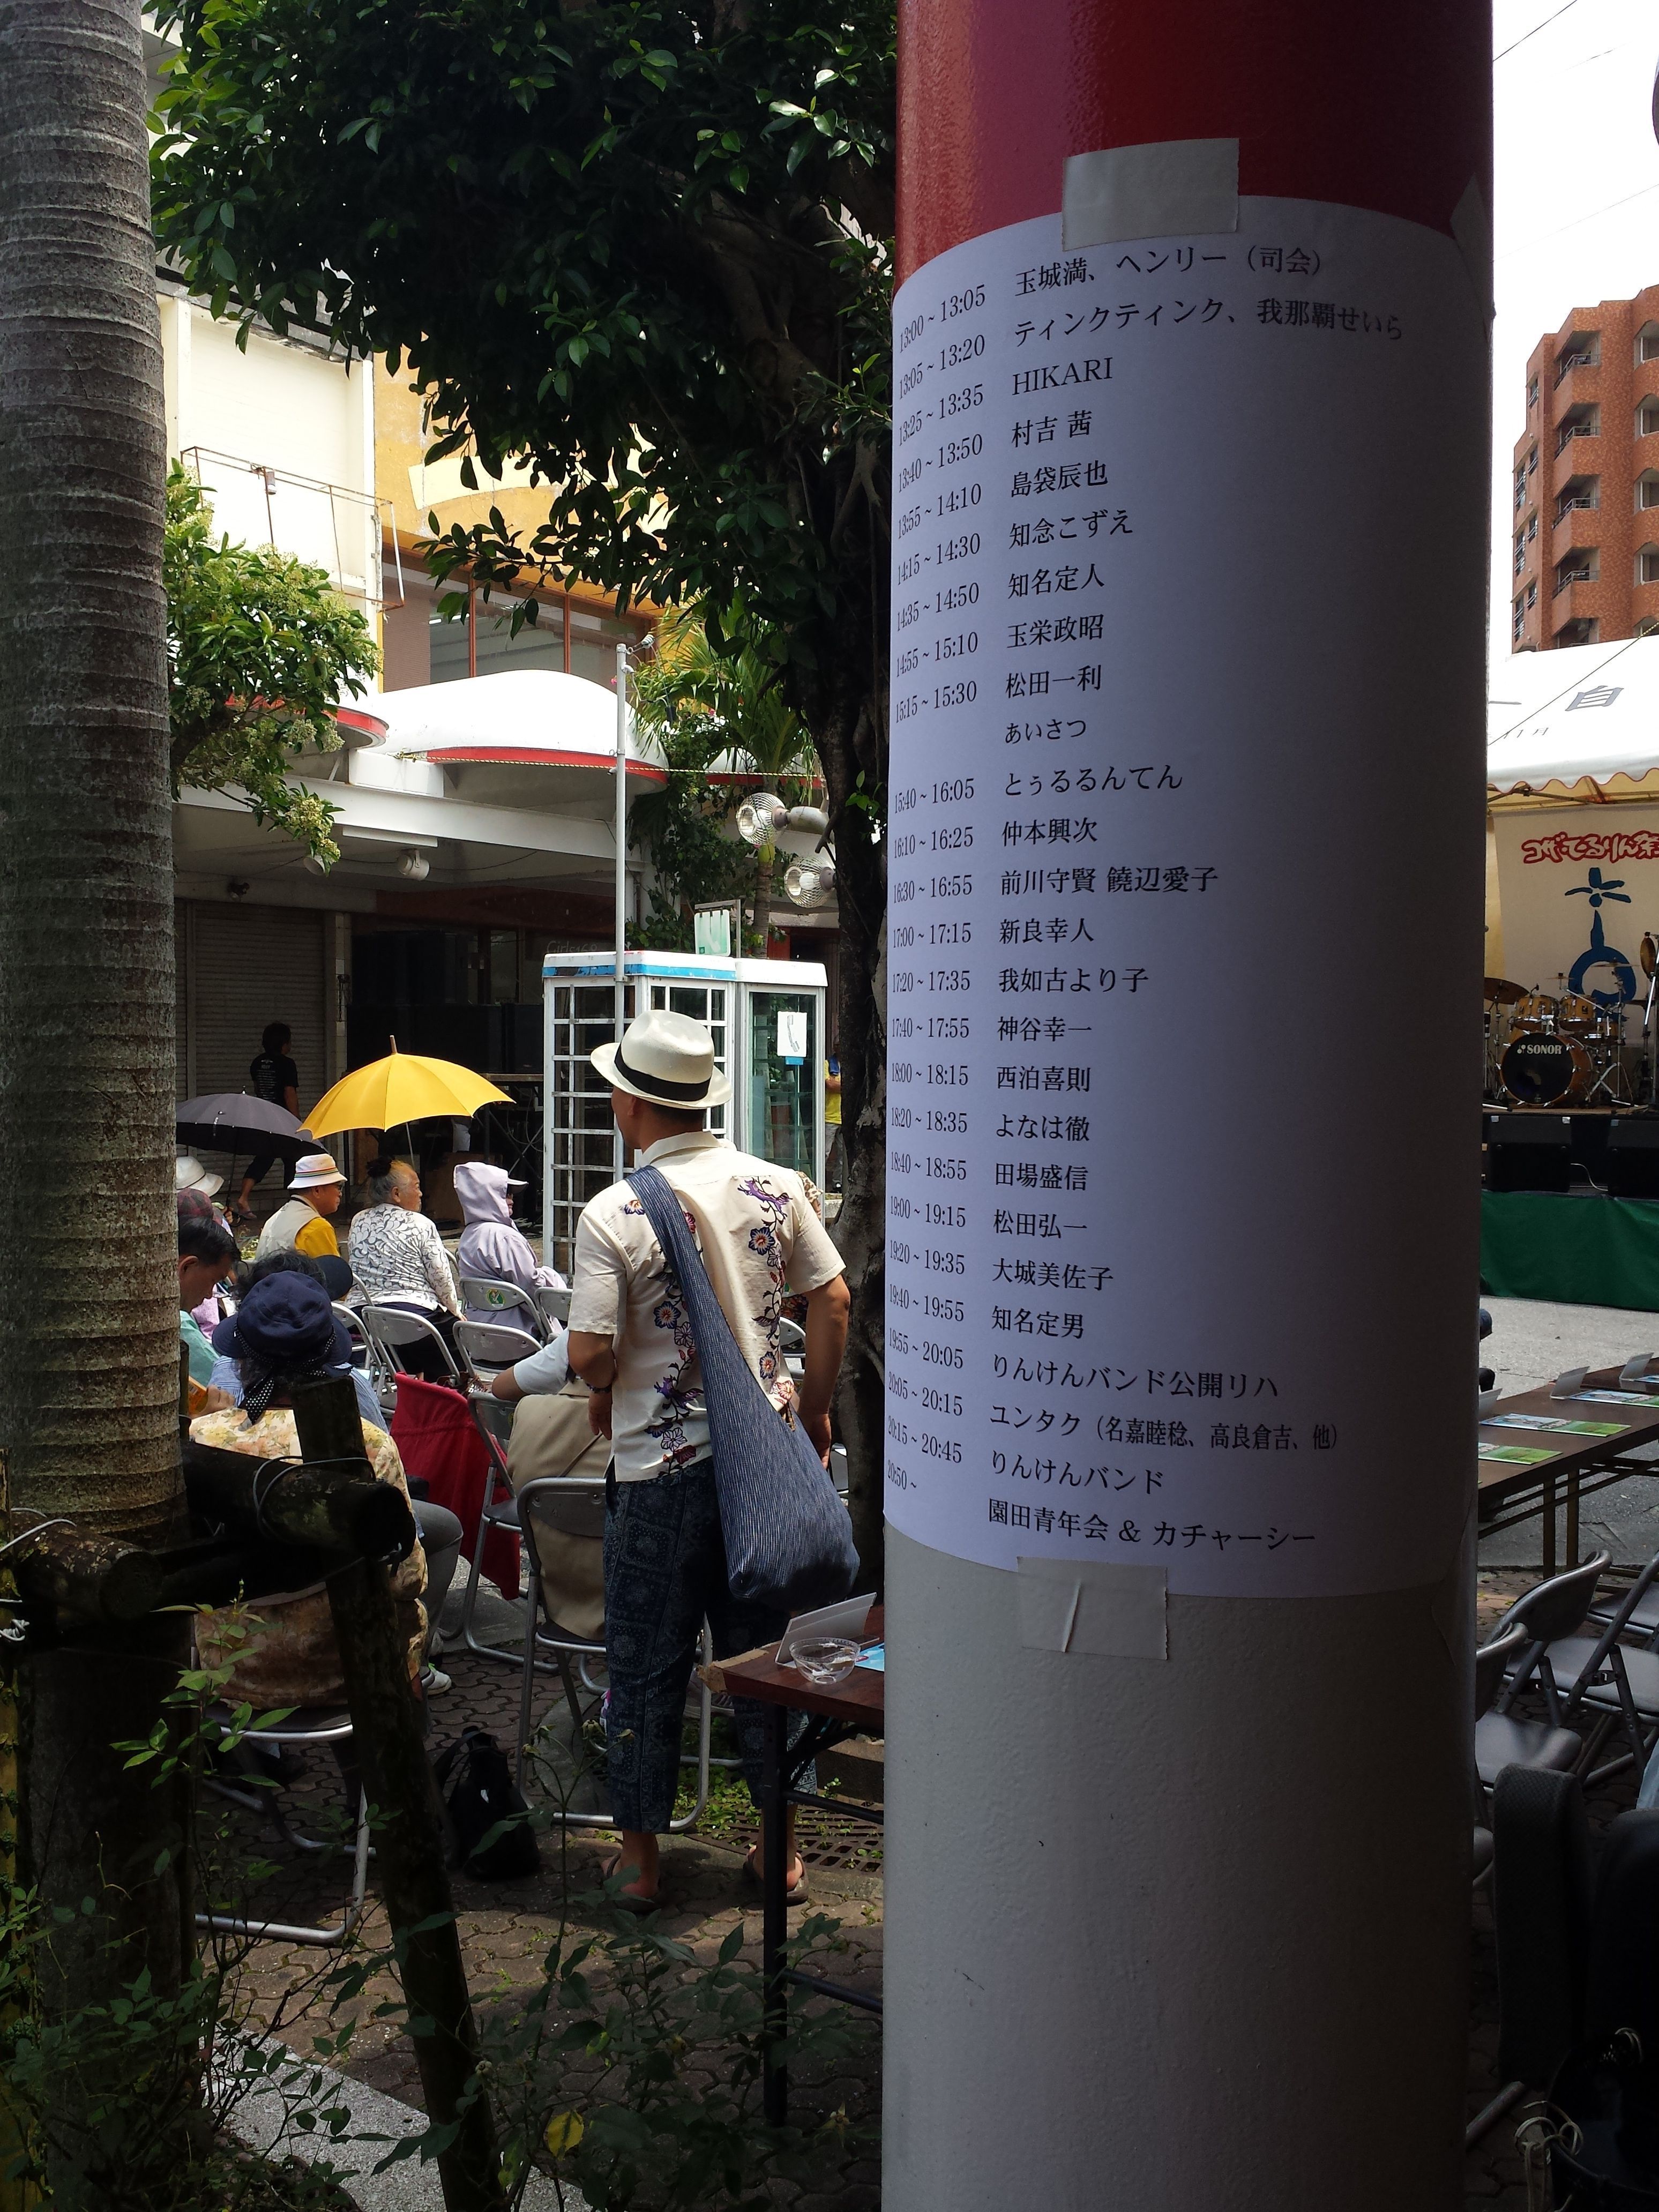 13:00 ~ 13:05 玉城満、ヘンリー（司会）
13:05 ~ 13:20 ティンクティンク、我那覇せいら
13:25 ~ 13:35 HIKARI
13:40 ~ 13:50 村吉 茜
13:55 ~ 14:10 島袋辰也
14:15 ~ 14:30 知念こずえ
14:35 ~ 14:50 知名定人
14:55 ~ 15:10 玉栄政昭
15:15 ~ 15:30 松田一利
あいさつ
15:40 ~ 16:05 とぅるるんてん
16:10 ~ 16:25 仲本興次
16:30 ~ 16:55 前川守賢 饒辺愛子
17:00 ~ 17:15 新良幸人
17:20 ~ 17:35 我如古より子
17:40 ~ 17:55 神谷幸一
18:00 ~ 18:15 西泊喜則
18:20 ~ 18:35 よなは徹
18:40 ~ 18:55 田場盛信
19:00 ~ 19:15 松田弘一
19:20 ~ 19:35 大城美佐子
19:40 ~ 19:55 知名定男
19:55 ~ 20:05 りんけんバンド公開リハ
20:05 ~ 20:15 ユンタク（名嘉睦稔、高良倉吉、他）
20:15 ~ 20:45 りんけんバンド
20:50 ~ 園田青年会 & カチャーシー
自
コザ・てるりん祭
SONOR